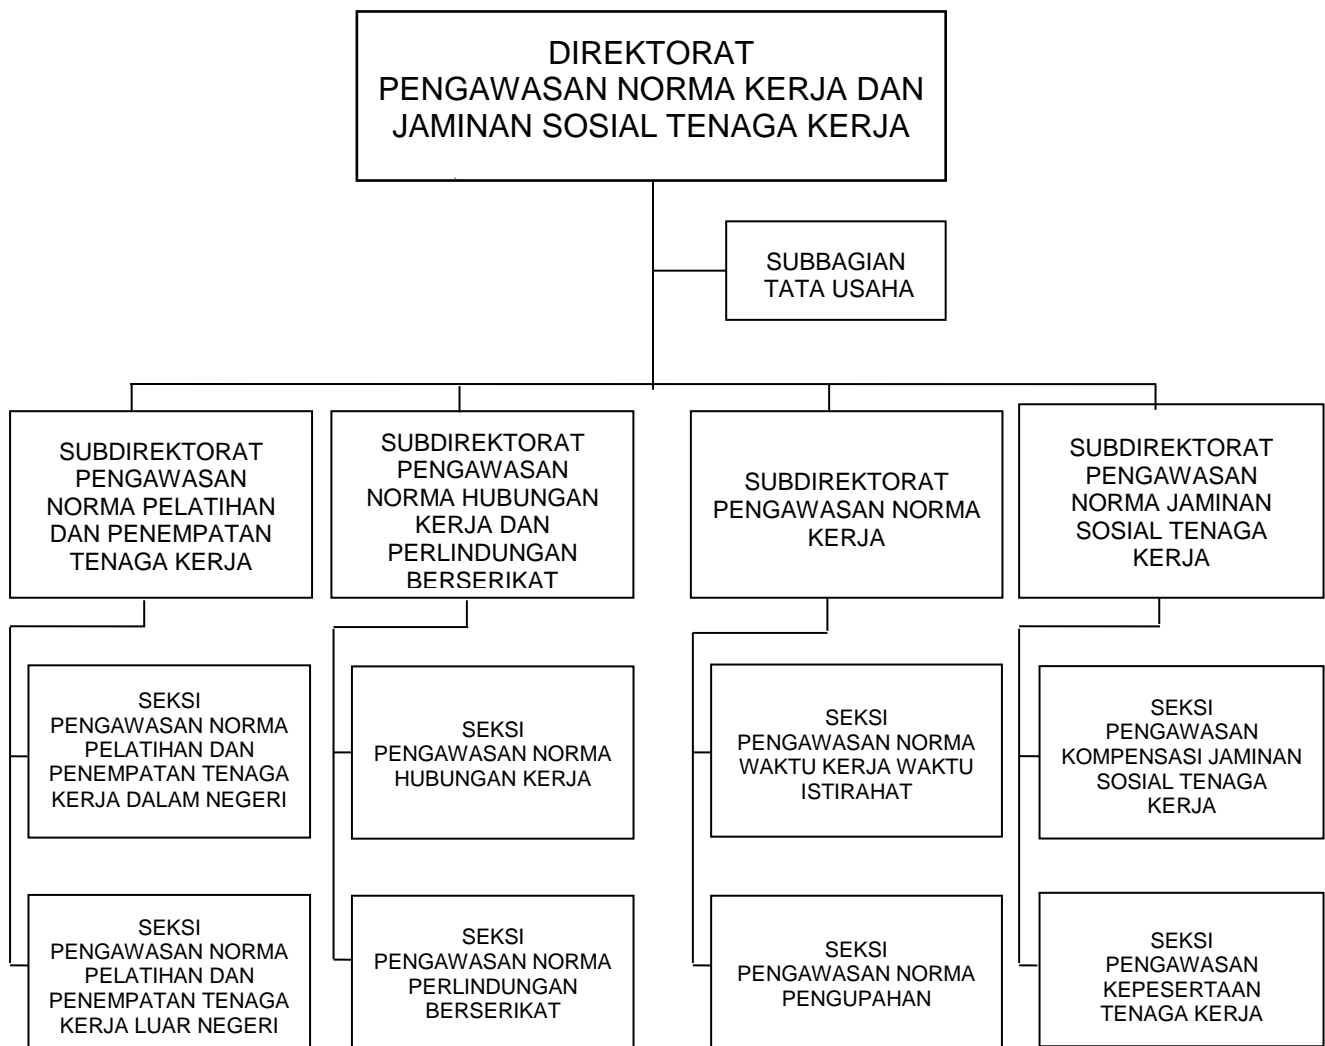 DIREKTORAT
PENGAWASAN NORMA KERJA DAN
JAMINAN SOSIAL TENAGA KERJA
SUBBAGIAN
TATA USAHA
SUBDIREKTORAT
PENGAWASAN
NORMA PELATIHAN
DAN PENEMPATAN
TENAGA KERJA
SUBDIREKTORAT
PENGAWASAN
NORMA HUBUNGAN
KERJA DAN
PERLINDUNGAN
BERSERIKAT
SUBDIREKTORAT
PENGAWASAN NORMA
KERJA
SUBDIREKTORAT
PENGAWASAN
NORMA JAMINAN
SOSIAL TENAGA
KERJA
SEKSI
PENGAWASAN NORMA
PELATIHAN DAN
PENEMPATAN TENAGA
KERJA DALAM NEGERI
SEKSI
PENGAWASAN NORMA
HUBUNGAN KERJA
SEKSI
PENGAWASAN NORMA
WAKTU KERJA WAKTU
ISTIRAHAT
SEKSI
PENGAWASAN
KOMPENSASI JAMINAN
SOSIAL TENAGA
KERJA
SEKSI
PENGAWASAN NORMA
PELATIHAN DAN
PENEMPATAN TENAGA
KERJA LUAR NEGERI
SEKSI
PENGAWASAN NORMA
PERLINDUNGAN
BERSERIKAT
SEKSI
PENGAWASAN NORMA
PENGUPAHAN
SEKSI
PENGAWASAN
KEPESERTAAN
TENAGA KERJA